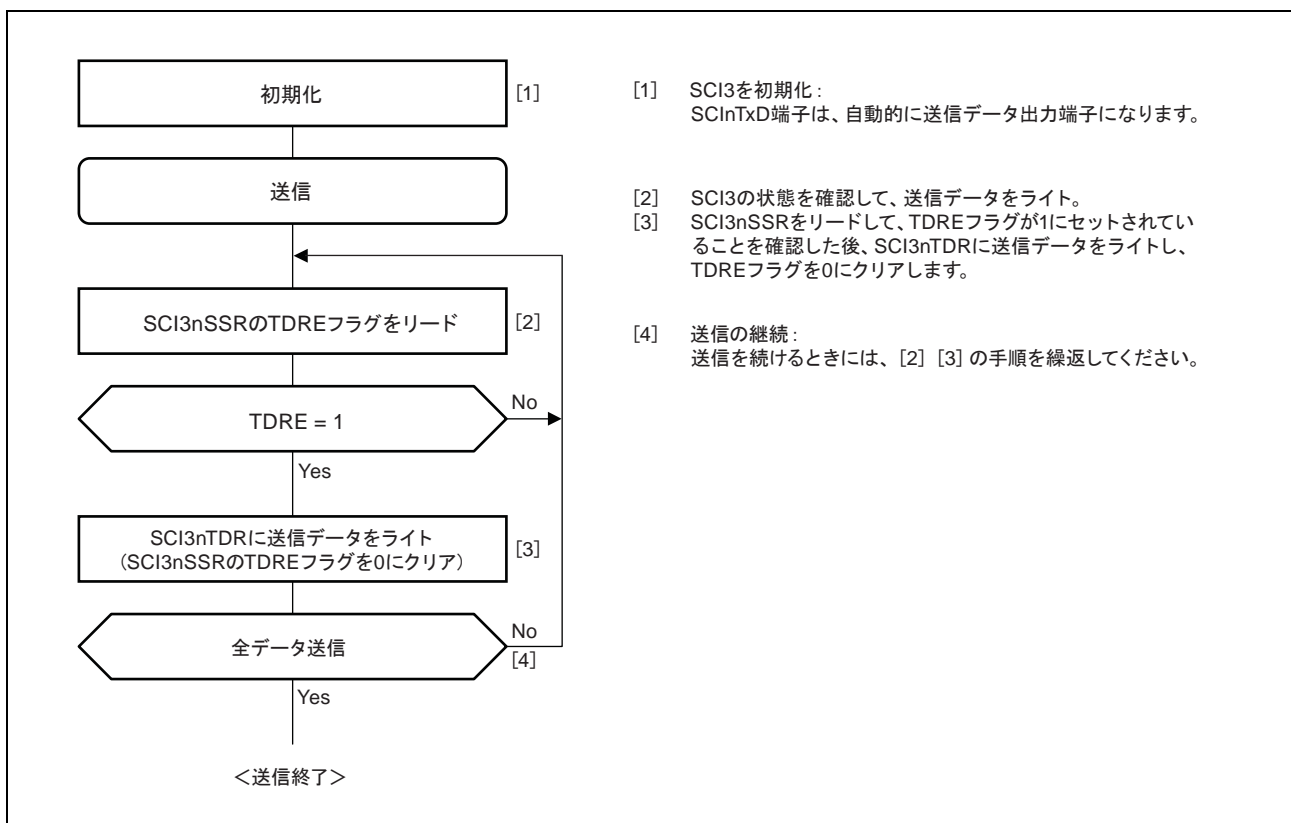 初期化
[1]
送信
SCI3nSSRのTDREフラグをリード
[2]
TDRE = 1
No
Yes
SCI3nTDRに送信データをライト
（SCI3nSSRのTDREフラグを0にクリア）
[3]
全データ送信
No
[4]
Yes
＜送信終了＞
[1] SCI3を初期化：
SCInTxD端子は、自動的に送信データ出力端子になります。
[2] SCI3の状態を確認して、送信データをライト。
[3] SCI3nSSRをリードして、TDREフラグが1にセットされてい
ることを確認した後、SCI3nTDRに送信データをライトし、
TDREフラグを0にクリアします。
[4] 送信の継続：
送信を続けるときには、[2] [3] の手順を繰返してください。